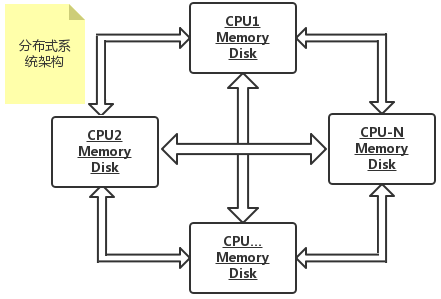 分布式系
统架构
CPU1
Memory
Disk
CPU2
Memory
Disk
CPU-N
Memory
Disk
CPU...
Memory
Disk